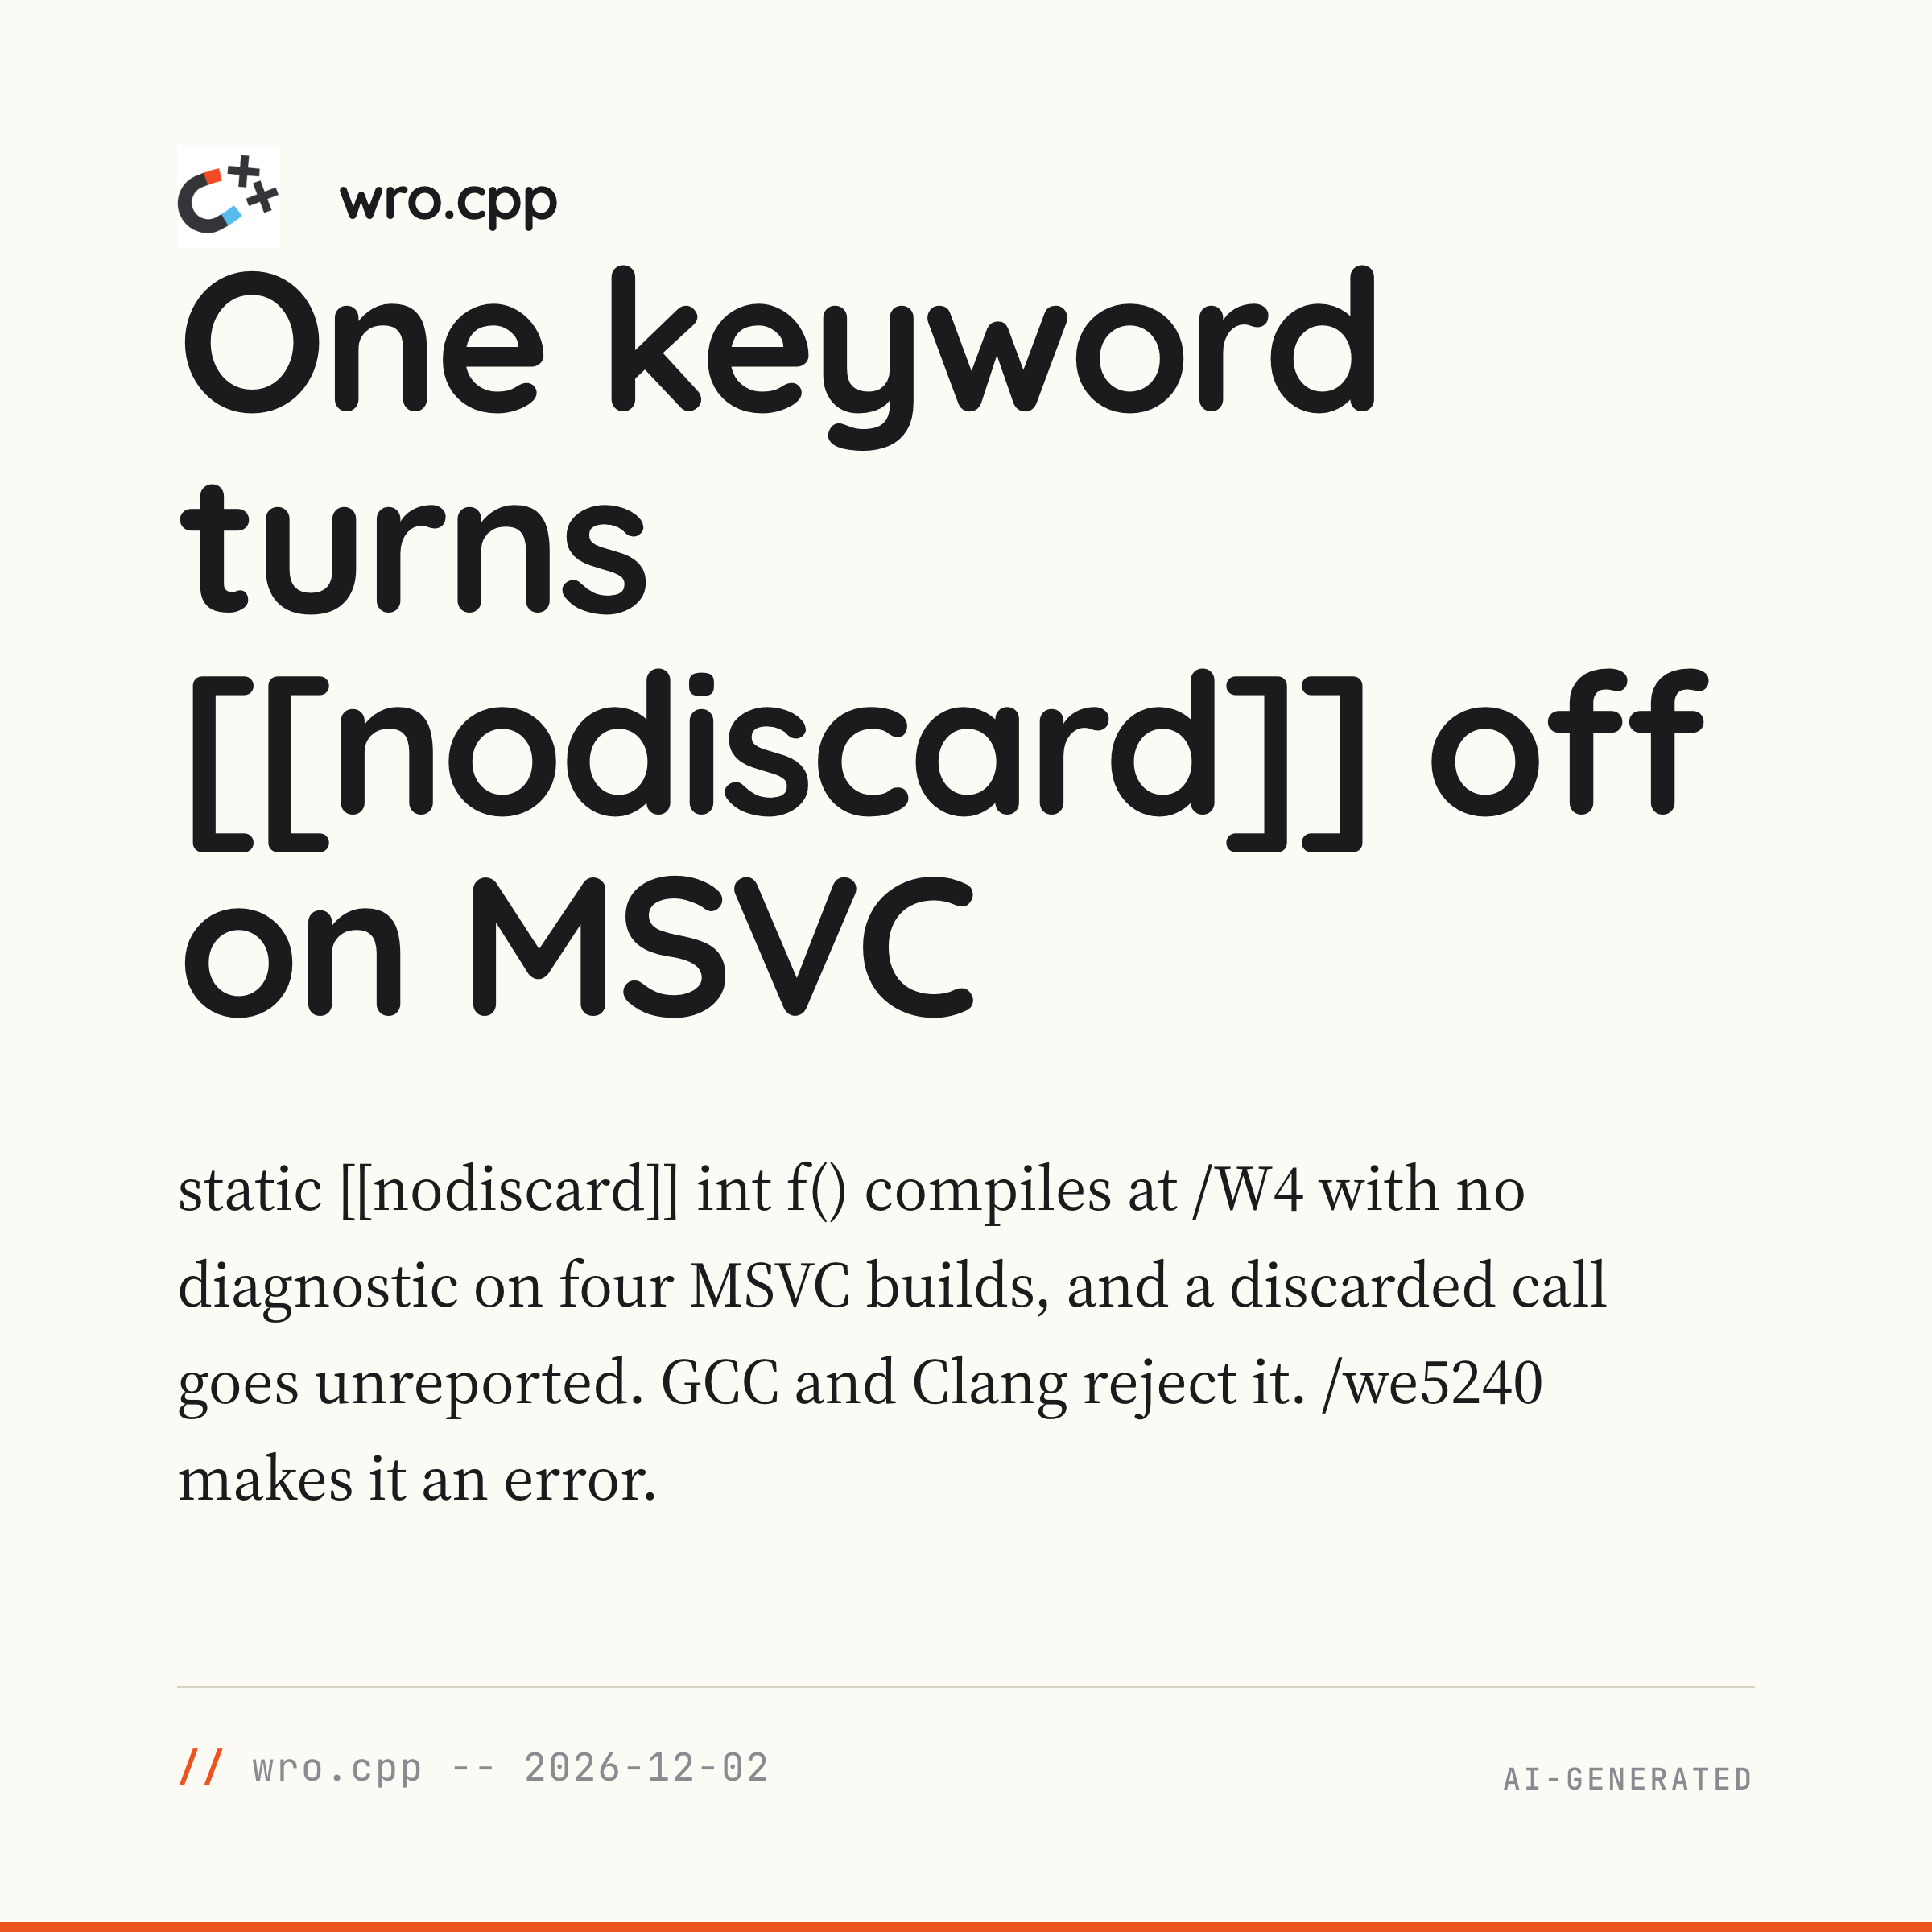 wro.cpp
One keyword
turns
[[nodiscard]] off
on MSVC
static [[nodiscard]] int f() compiles at /W4 with no
diagnostic on four MSVC builds, and a discarded call
goes unreported. GCC and Clang reject it. /we5240
makes it an error.
// wro.cpp -- 2026-12-02
AI-GENERATED